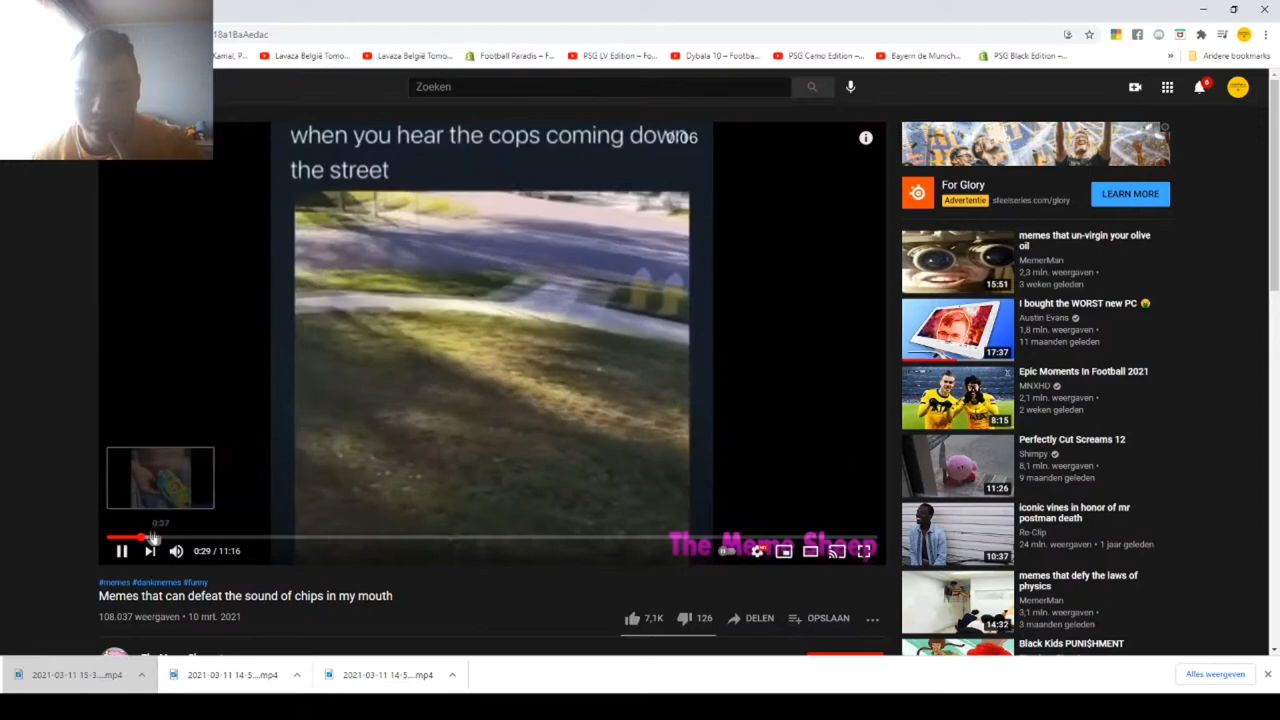 18a1BaAedac
Kamal, P...
Lavaza België Tomo...
Lavaza België Tomo...
Football Paradis – F...
PSG LV Edition – Fo...
Dybala 10 – Footba...
PSG Camo Edition –...
Bayern de Munich...
PSG Black Edition –...
»
Andere bookmarks
Zoeken
6
when you hear the cops coming down
the street
0:06
0:37
The Meme Sheep
0:29 / 11:16
#memes #dankmemes #funny
Memes that can defeat the sound of chips in my mouth
108.037 weergaven • 10 mrt. 2021
7,1K
126
DELEN
OPSLAAN
For Glory
Advertentie steelseries.com/glory
LEARN MORE
memes that un-virgin your olive
oil
MemerMan
2,3 mln. weergaven •
3 weken geleden
15:51
I bought the WORST new PC
Austin Evans
1,8 mln. weergaven •
11 maanden geleden
17:37
Epic Moments In Football 2021
MNXHD
2,1 mln. weergaven •
2 weken geleden
8:15
Perfectly Cut Screams 12
Shimpy
8,1 mln. weergaven •
9 maanden geleden
11:26
iconic vines in honor of mr
postman death
Re-Clip
24 mln. weergaven • 1 jaar geleden
10:37
memes that defy the laws of
physics
MemerMan
3,1 mln. weergaven •
3 maanden geleden
14:32
Black Kids PUNI$HMENT
2021-03-11 15-3....mp4
2021-03-11 14-5....mp4
2021-03-11 14-5....mp4
Alles weergeven